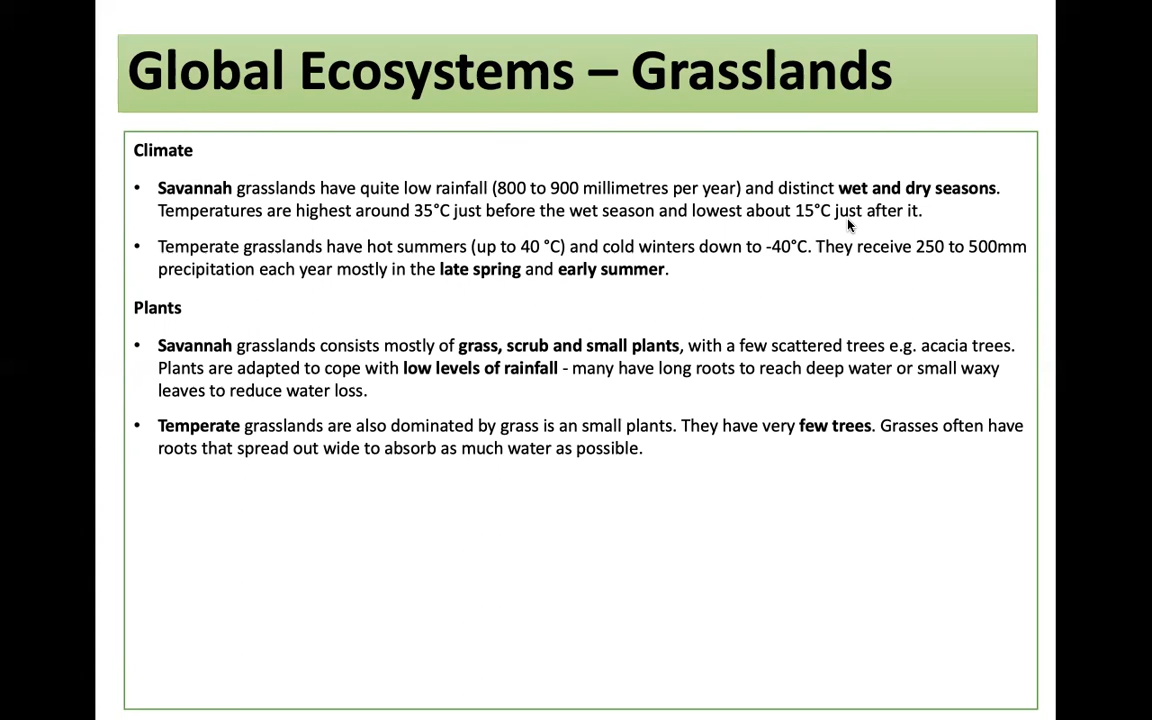 Global Ecosystems – Grasslands
Climate
• Savannah grasslands have quite low rainfall (800 to 900 millimetres per year) and distinct wet and dry seasons.
Temperatures are highest around 35°C just before the wet season and lowest about 15°C just after it.
• Temperate grasslands have hot summers (up to 40 °C) and cold winters down to -40°C. They receive 250 to 500mm
precipitation each year mostly in the late spring and early summer.
Plants
• Savannah grasslands consists mostly of grass, scrub and small plants, with a few scattered trees e.g. acacia trees.
Plants are adapted to cope with low levels of rainfall - many have long roots to reach deep water or small waxy
leaves to reduce water loss.
• Temperate grasslands are also dominated by grass is an small plants. They have very few trees. Grasses often have
roots that spread out wide to absorb as much water as possible.